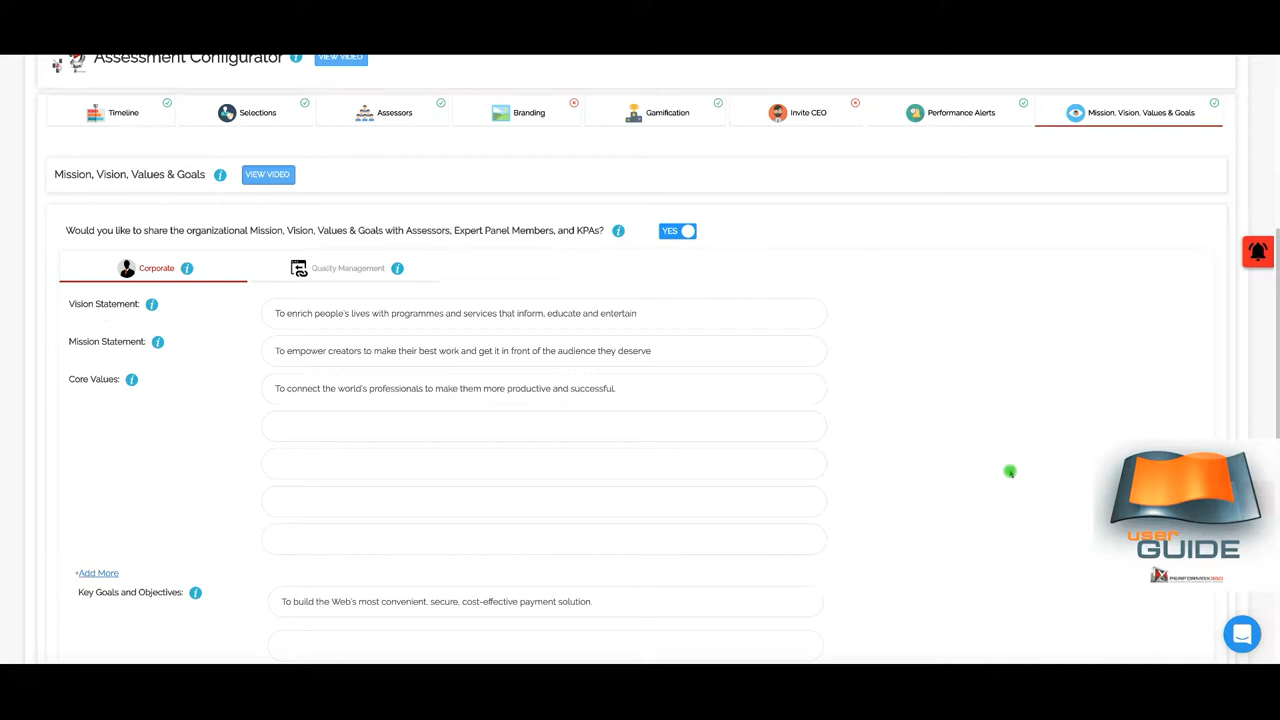 Assessment Configurator
VIEW VIDEO
Timeline
Selections
Assessors
Branding
Gamification
Invite CEO
Performance Alerts
Mission, Vision, Values & Goals
Mission, Vision, Values & Goals
VIEW VIDEO
Would you like to share the organizational Mission, Vision, Values & Goals with Assessors, Expert Panel Members, and KPAs?
YES
Corporate
Quality Management
Vision Statement:
To enrich people's lives with programmes and services that inform, educate and entertain
Mission Statement:
To empower creators to make their best work and get it in front of the audience they deserve
Core Values:
To connect the world's professionals to make them more productive and successful.
+Add More
Key Goals and Objectives:
To build the Web's most convenient, secure, cost-effective payment solution.
user
GUIDE
PERFORMAX360